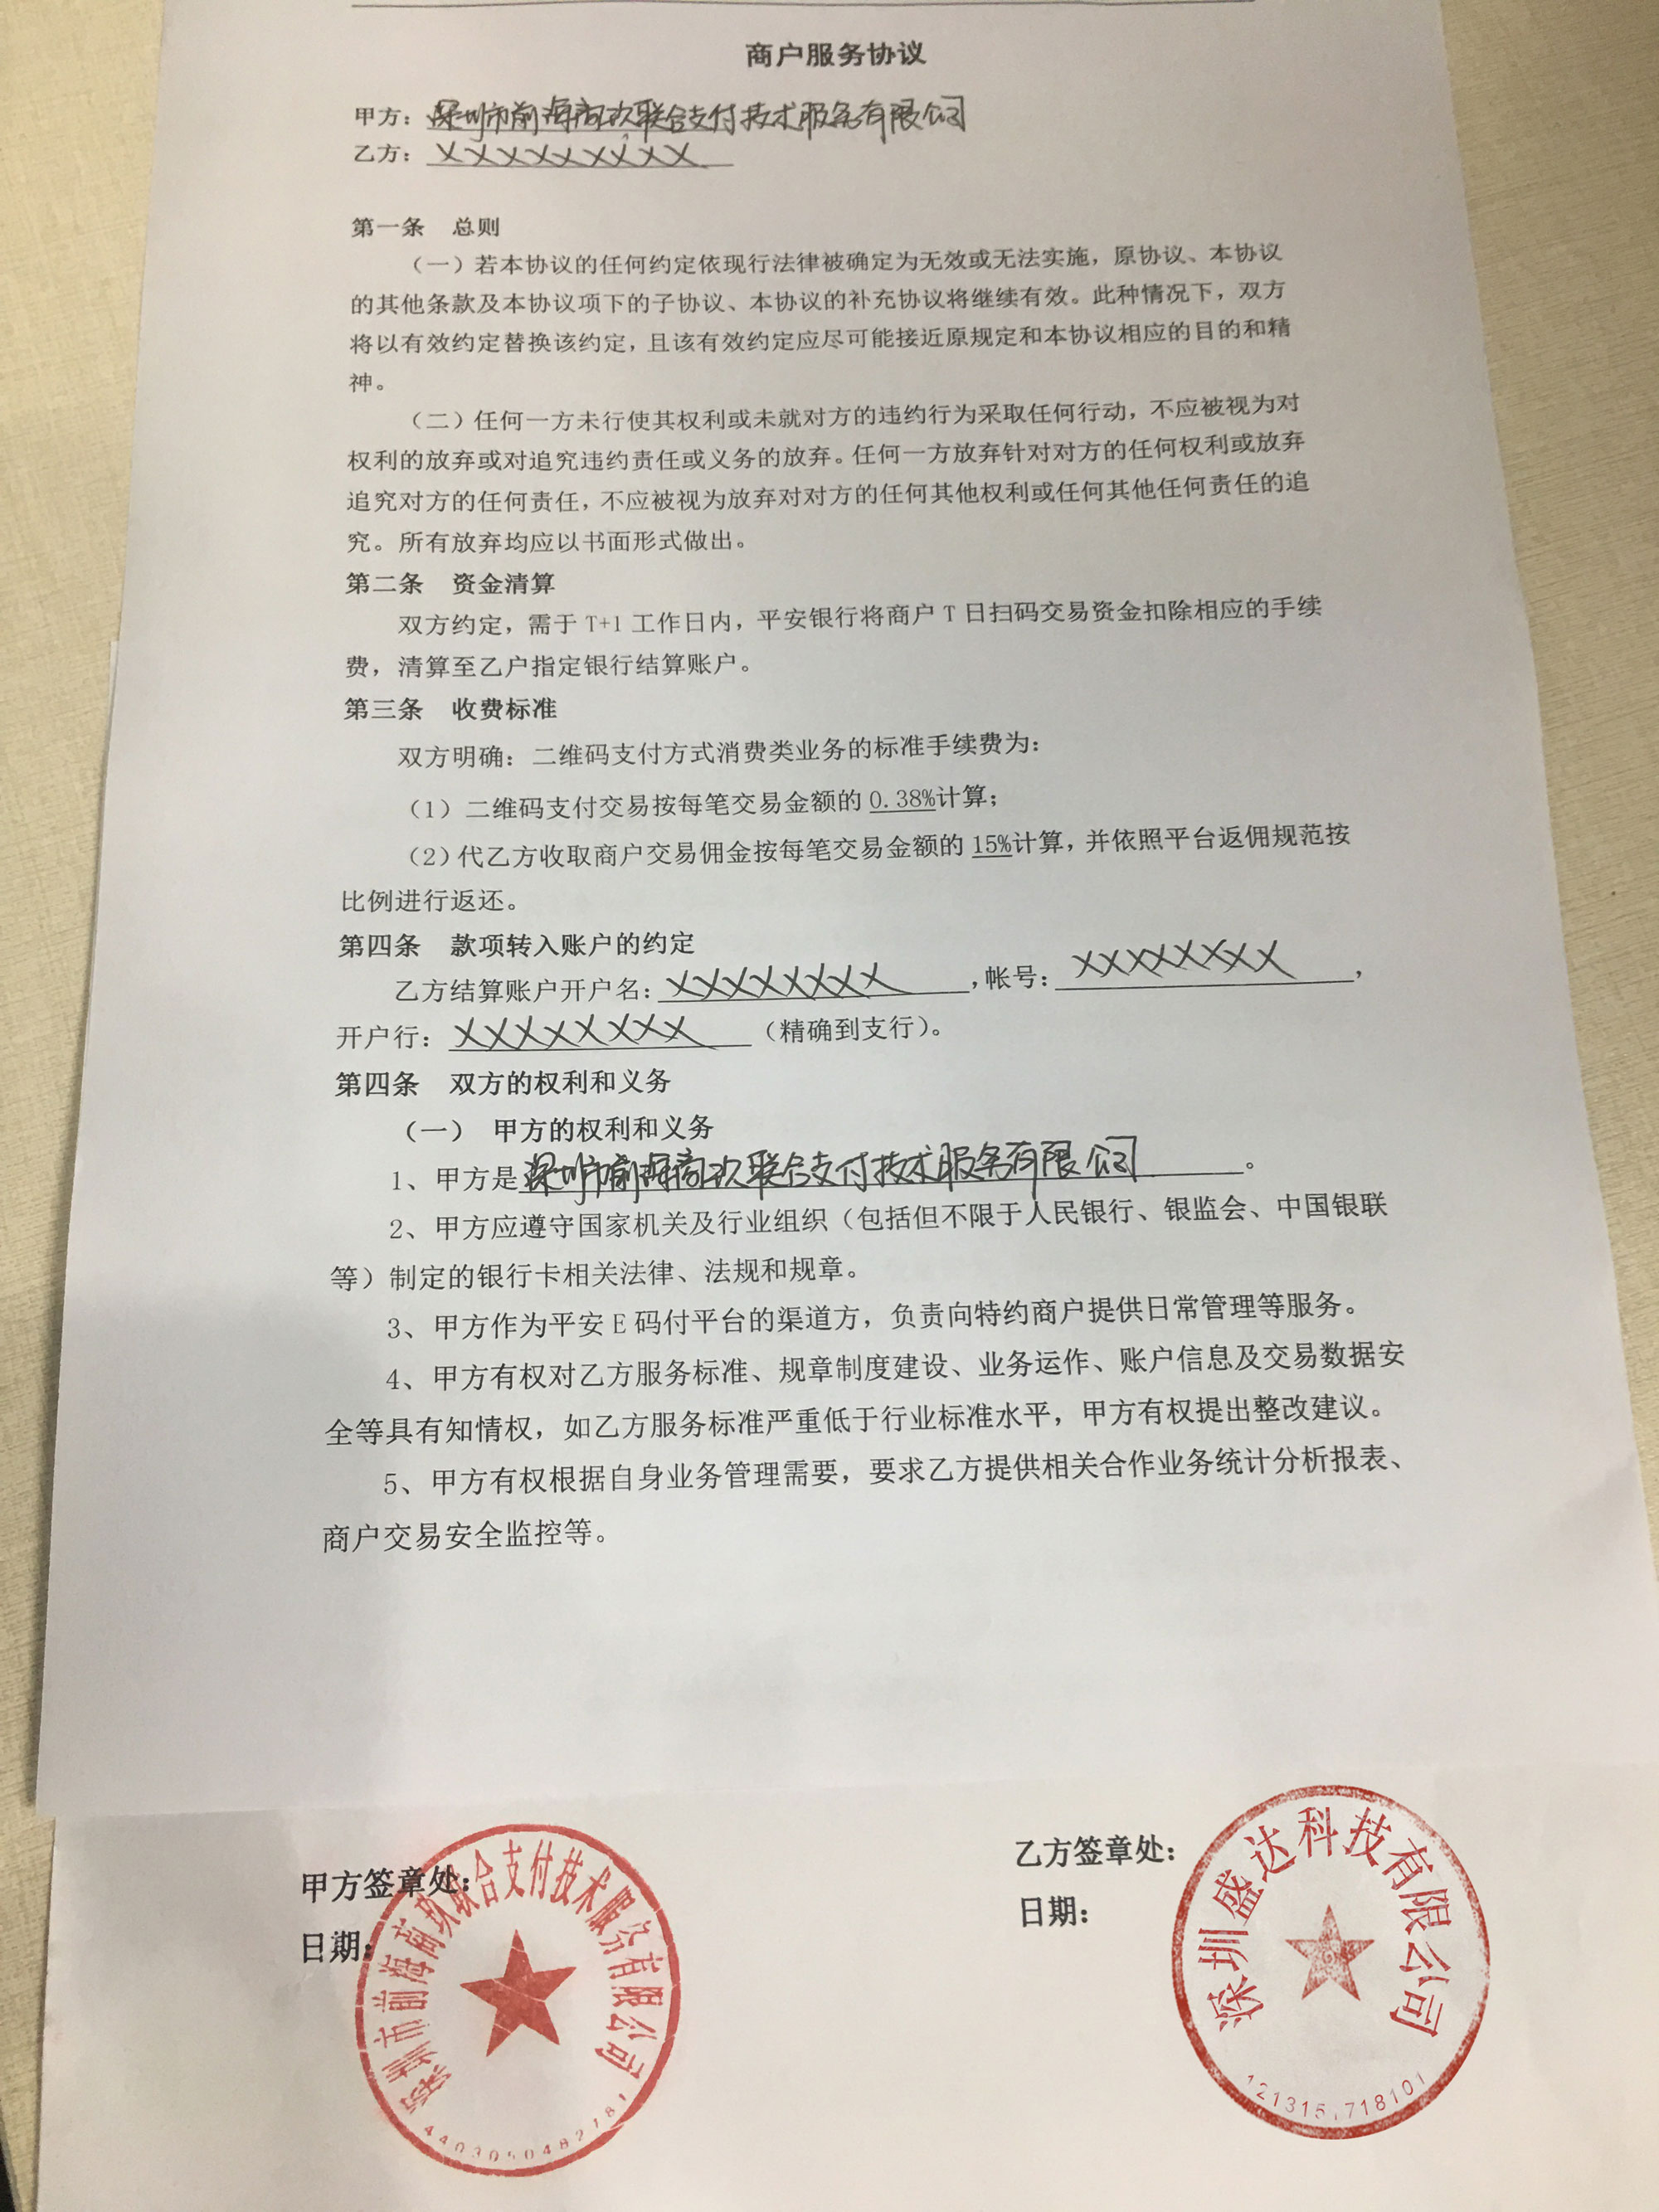 商户服务协议
甲方：深圳市前海商玖联合支付技术服务有限公司
乙方：XXXXXXXXX
第一条 总则
（一）若本协议的任何约定依现行法律被确定为无效或无法实施，原协议、本协议
的其他条款及本协议项下的子协议、本协议的补充协议将继续有效。此种情况下，双方
将以有效约定替换该约定，且该有效约定应尽可能接近原规定和本协议相应的目的和精
神。
（二）任何一方未行使其权利或未就对方的违约行为采取任何行动，不应被视为对
权利的放弃或对追究违约责任或义务的放弃。任何一方放弃针对对方的任何权利或放弃
追究对方的任何责任，不应被视为放弃对对方的任何其他权利或任何其他任何责任的追
究。所有放弃均应以书面形式做出。
第二条 资金清算
双方约定，需于 T+1 工作日内，平安银行将商户 T 日扫码交易资金扣除相应的手续
费，清算至乙户指定银行结算账户。
第三条 收费标准
双方明确：二维码支付方式消费类业务的标准手续费为：
（1）二维码支付交易按每笔交易金额的 0.38%计算；
（2）代乙方收取商户交易佣金按每笔交易金额的 15%计算，并依照平台返佣规范按
比例进行返还。
第四条 款项转入账户的约定
乙方结算账户开户名：XXXXXXXX，帐号：XXXXXXXX，
开户行：XXXXXXXX（精确到支行）。
第四条 双方的权利和义务
（一） 甲方的权利和义务
1、甲方是深圳市前海商玖联合支付技术服务有限公司。
2、甲方应遵守国家机关及行业组织（包括但不限于人民银行、银监会、中国银联
等）制定的银行卡相关法律、法规和规章。
3、甲方作为平安 E 码付平台的渠道方，负责向特约商户提供日常管理等服务。
4、甲方有权对乙方服务标准、规章制度建设、业务运作、账户信息及交易数据安
全等具有知情权，如乙方服务标准严重低于行业标准水平，甲方有权提出整改建议。
5、甲方有权根据自身业务管理需要，要求乙方提供相关合作业务统计分析报表、
商户交易安全监控等。
甲方签章处：
日期：
深圳市前海商玖联合支付技术服务有限公司
4403050482781
乙方签章处：
日期：
深圳盛达科技有限公司